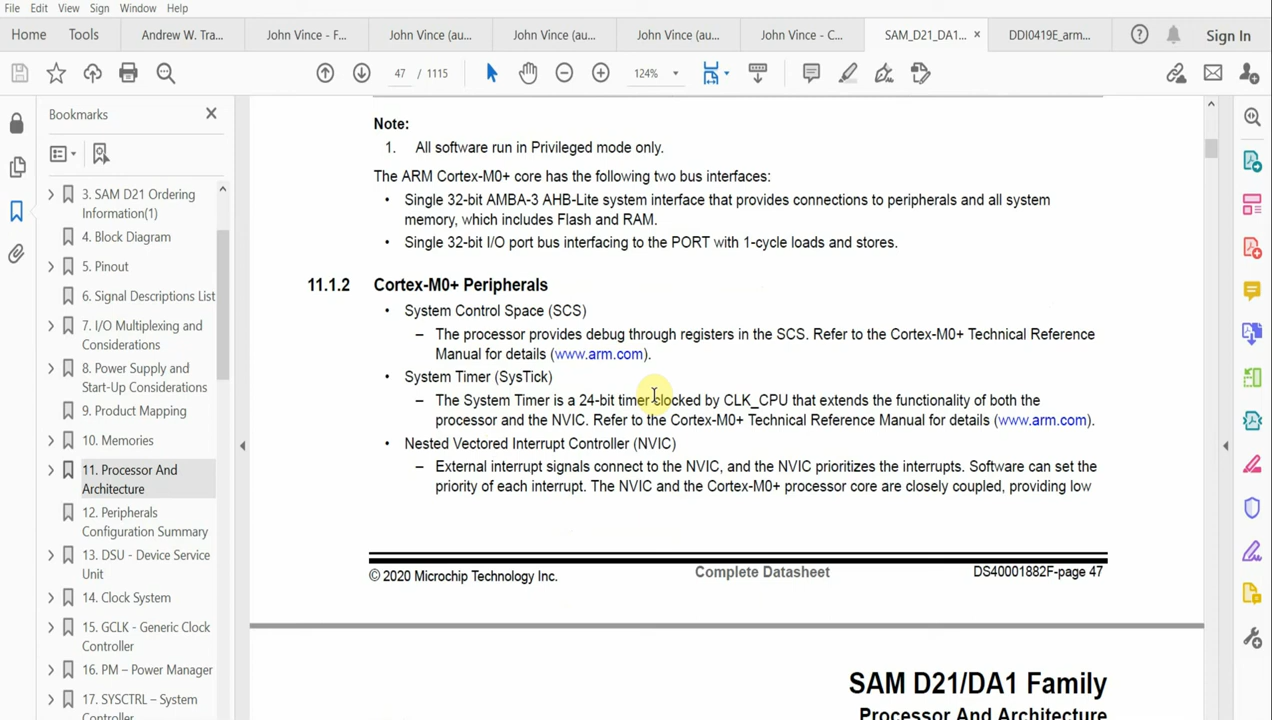 File Edit View Sign Window Help
Home Tools Andrew W. Tra... John Vince - F... John Vince (au... John Vince (au... John Vince (au... John Vince - C... SAM_D21_DA1... × DDI0419E_arm... Sign In
47 / 1115 124%
Bookmarks
3. SAM D21 Ordering
Information(1)
4. Block Diagram
5. Pinout
6. Signal Descriptions List
7. I/O Multiplexing and
Considerations
8. Power Supply and
Start-Up Considerations
9. Product Mapping
10. Memories
11. Processor And
Architecture
12. Peripherals
Configuration Summary
13. DSU - Device Service
Unit
14. Clock System
15. GCLK - Generic Clock
Controller
16. PM – Power Manager
17. SYSCTRL – System
Controller
Note:
1. All software run in Privileged mode only.
The ARM Cortex-M0+ core has the following two bus interfaces:
• Single 32-bit AMBA-3 AHB-Lite system interface that provides connections to peripherals and all system
memory, which includes Flash and RAM.
• Single 32-bit I/O port bus interfacing to the PORT with 1-cycle loads and stores.
11.1.2 Cortex-M0+ Peripherals
• System Control Space (SCS)
– The processor provides debug through registers in the SCS. Refer to the Cortex-M0+ Technical Reference
Manual for details (www.arm.com).
• System Timer (SysTick)
– The System Timer is a 24-bit timer clocked by CLK_CPU that extends the functionality of both the
processor and the NVIC. Refer to the Cortex-M0+ Technical Reference Manual for details (www.arm.com).
• Nested Vectored Interrupt Controller (NVIC)
– External interrupt signals connect to the NVIC, and the NVIC prioritizes the interrupts. Software can set the
priority of each interrupt. The NVIC and the Cortex-M0+ processor core are closely coupled, providing low
© 2020 Microchip Technology Inc. Complete Datasheet DS40001882F-page 47
SAM D21/DA1 Family
Processor And Architecture